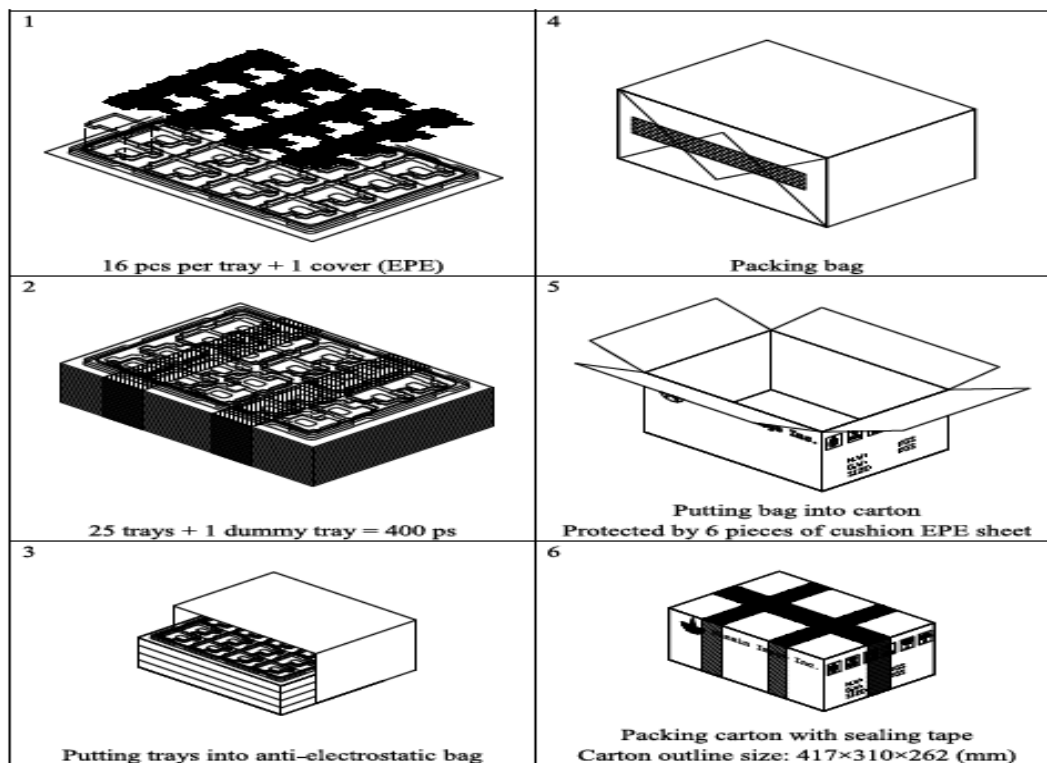 1
16 pcs per tray + 1 cover (EPE)
2
25 trays + 1 dummy tray = 400 ps
3
Putting trays into anti-electrostatic bag
4
Packing bag
5
Inc.
Putting bag into carton
Protected by 6 pieces of cushion EPE sheet
6
Inc.
Packing carton with sealing tape
Carton outline size: 417×310×262 (mm)